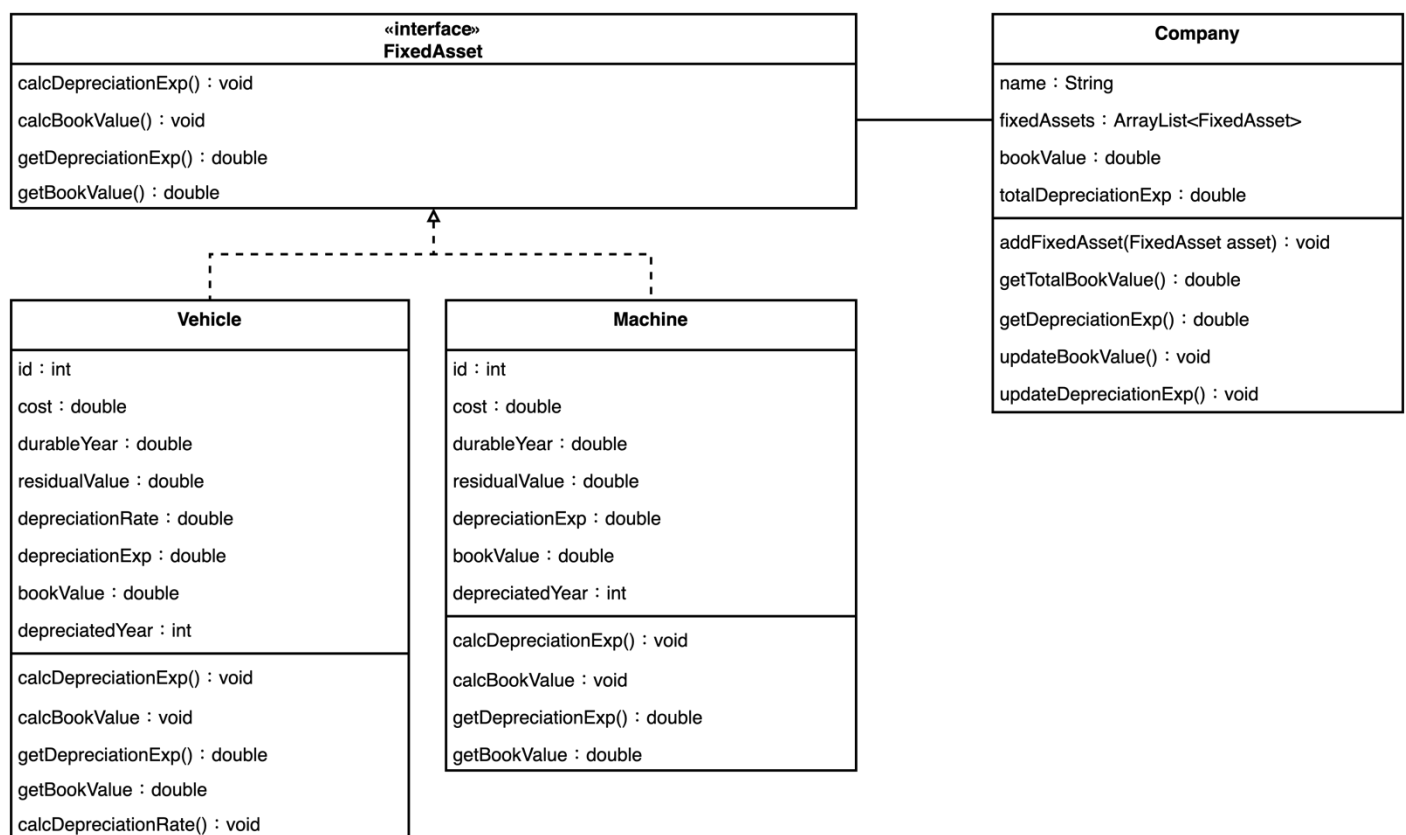 «interface»
FixedAsset
calcDepreciationExp()：void
calcBookValue()：void
getDepreciationExp()：double
getBookValue()：double
Company
name：String
fixedAssets：ArrayList<FixedAsset>
bookValue：double
totalDepreciationExp：double
addFixedAsset(FixedAsset asset)：void
getTotalBookValue()：double
getDepreciationExp()：double
updateBookValue()：void
updateDepreciationExp()：void
Vehicle
id：int
cost：double
durableYear：double
residualValue：double
depreciationRate：double
depreciationExp：double
bookValue：double
depreciatedYear：int
calcDepreciationExp()：void
calcBookValue：void
getDepreciationExp()：double
getBookValue：double
calcDepreciationRate()：void
Machine
id：int
cost：double
durableYear：double
residualValue：double
depreciationExp：double
bookValue：double
depreciatedYear：int
calcDepreciationExp()：void
calcBookValue：void
getDepreciationExp()：double
getBookValue：double